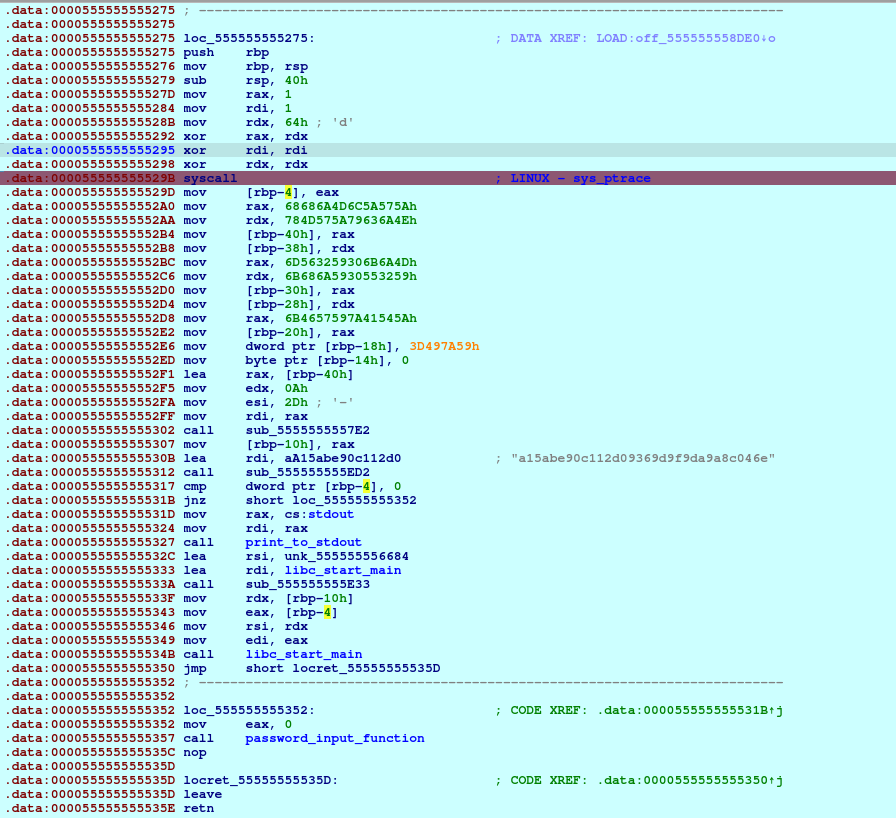 .data:0000555555555275 ; ---------------------------------------------------------------------------
.data:0000555555555275
.data:0000555555555275 loc_555555555275: ; DATA XREF: LOAD:off_555555558DE0↓o
.data:0000555555555275 push rbp
.data:0000555555555276 mov rbp, rsp
.data:0000555555555279 sub rsp, 40h
.data:000055555555527D mov rax, 1
.data:0000555555555284 mov rdi, 1
.data:000055555555528B mov rdx, 64h ; 'd'
.data:0000555555555292 xor rax, rdx
.data:0000555555555295 xor rdi, rdi
.data:0000555555555298 xor rdx, rdx
.data:000055555555529B syscall ; LINUX - sys_ptrace
.data:000055555555529D mov [rbp-4], eax
.data:00005555555552A0 mov rax, 68686A4D6C5A575Ah
.data:00005555555552AA mov rdx, 784D575A79636A4Eh
.data:00005555555552B4 mov [rbp-40h], rax
.data:00005555555552B8 mov [rbp-38h], rdx
.data:00005555555552BC mov rax, 6D563259306B6A4Dh
.data:00005555555552C6 mov rdx, 6B686A5930553259h
.data:00005555555552D0 mov [rbp-30h], rax
.data:00005555555552D4 mov [rbp-28h], rdx
.data:00005555555552D8 mov rax, 6B4657597A41545Ah
.data:00005555555552E2 mov [rbp-20h], rax
.data:00005555555552E6 mov dword ptr [rbp-18h], 3D497A59h
.data:00005555555552ED mov byte ptr [rbp-14h], 0
.data:00005555555552F1 lea rax, [rbp-40h]
.data:00005555555552F5 mov edx, 0Ah
.data:00005555555552FA mov esi, 2Dh ; '-'
.data:00005555555552FF mov rdi, rax
.data:0000555555555302 call sub_5555555557E2
.data:0000555555555307 mov [rbp-10h], rax
.data:000055555555530B lea rdi, aA15abe90c112d0 ; "a15abe90c112d09369d9f9da9a8c046e"
.data:0000555555555312 call sub_555555555ED2
.data:0000555555555317 cmp dword ptr [rbp-4], 0
.data:000055555555531B jnz short loc_555555555352
.data:000055555555531D mov rax, cs:stdout
.data:0000555555555324 mov rdi, rax
.data:0000555555555327 call print_to_stdout
.data:000055555555532C lea rsi, unk_555555556684
.data:0000555555555333 lea rdi, libc_start_main
.data:000055555555533A call sub_555555555E33
.data:000055555555533F mov rdx, [rbp-10h]
.data:0000555555555343 mov eax, [rbp-4]
.data:0000555555555346 mov rsi, rdx
.data:0000555555555349 mov edi, eax
.data:000055555555534B call libc_start_main
.data:0000555555555350 jmp short locret_55555555535D
.data:0000555555555352 ; ---------------------------------------------------------------------------
.data:0000555555555352
.data:0000555555555352 loc_555555555352: ; CODE XREF: .data:000055555555531B↑j
.data:0000555555555352 mov eax, 0
.data:0000555555555357 call password_input_function
.data:000055555555535C nop
.data:000055555555535D
.data:000055555555535D locret_55555555535D: ; CODE XREF: .data:0000555555555350↑j
.data:000055555555535D leave
.data:000055555555535E retn